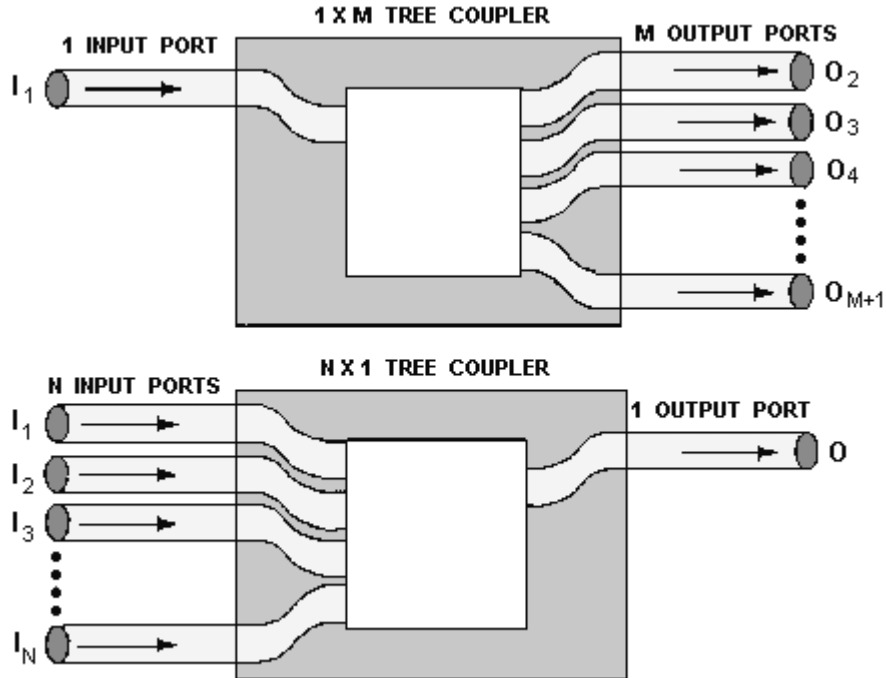 1 X M TREE COUPLER
1 INPUT PORT
M OUTPUT PORTS
I1
O2
O3
O4
OM+1
N X 1 TREE COUPLER
N INPUT PORTS
1 OUTPUT PORT
I1
O
I2
I3
IN